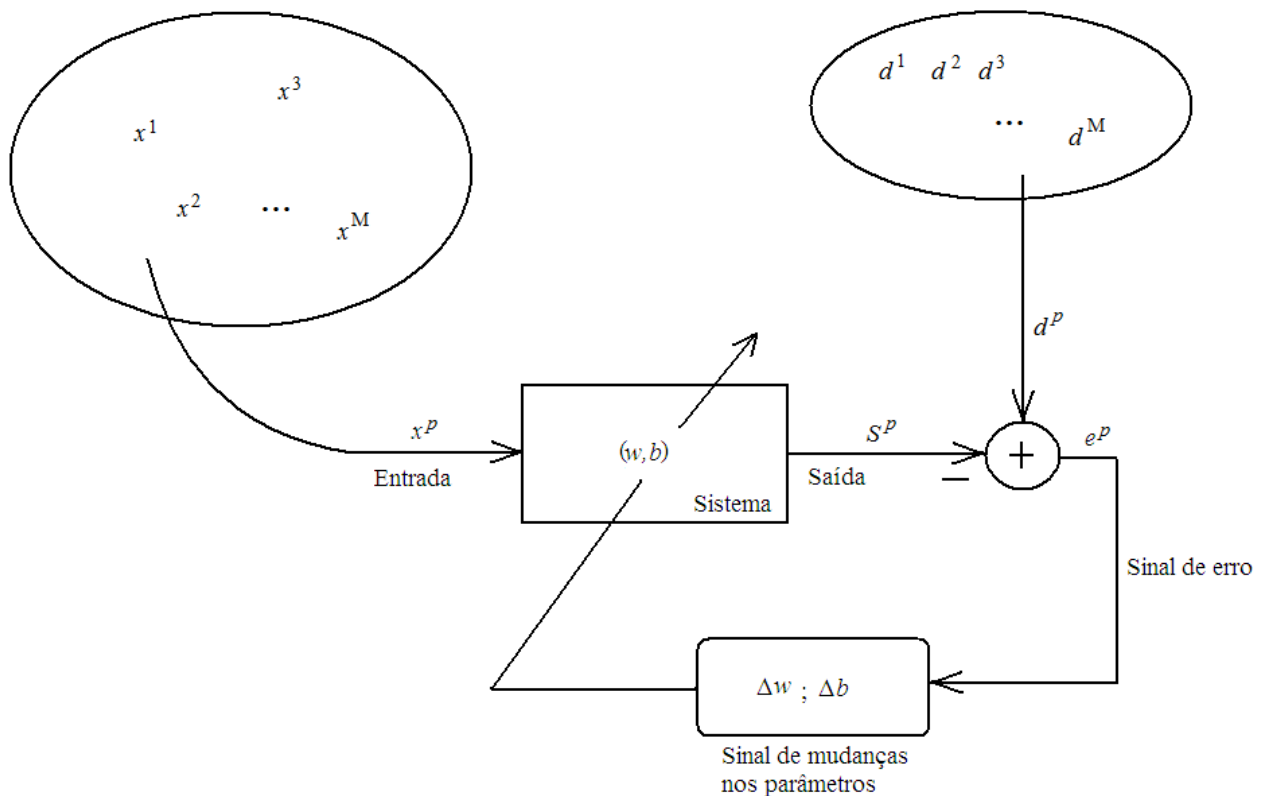 x³
x¹
x² ... xᴹ
d¹ d² d³
... dᴹ
dᵖ
xᵖ
Entrada
(w,b)
Sistema
Sᵖ
Saída
−
+
eᵖ
Sinal de erro
Δw ; Δb
Sinal de mudanças
nos parâmetros